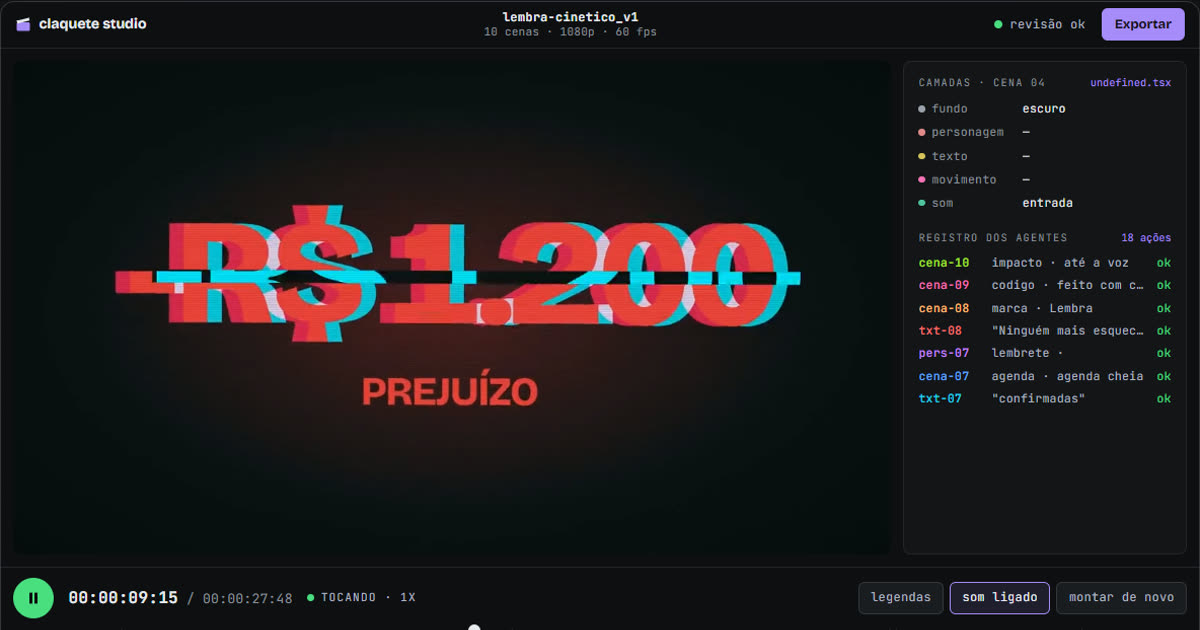 claquete studio
lembra-cinetico_v1
10 cenas · 1080p · 60 fps
revisão ok
Exportar
-R$1.200
PREJUÍZO
CAMADAS · CENA 04 undefined.tsx
fundo escuro
personagem —
texto —
movimento —
som entrada
REGISTRO DOS AGENTES 18 ações
cena-10 impacto · até a voz ok
cena-09 codigo · feito com c… ok
cena-08 marca · Lembra ok
txt-08 "Ninguém mais esquec… ok
pers-07 lembrete · ok
cena-07 agenda · agenda cheia ok
txt-07 "confirmadas" ok
00:00:09:15 / 00:00:27:48 TOCANDO · 1X
legendas
som ligado
montar de novo